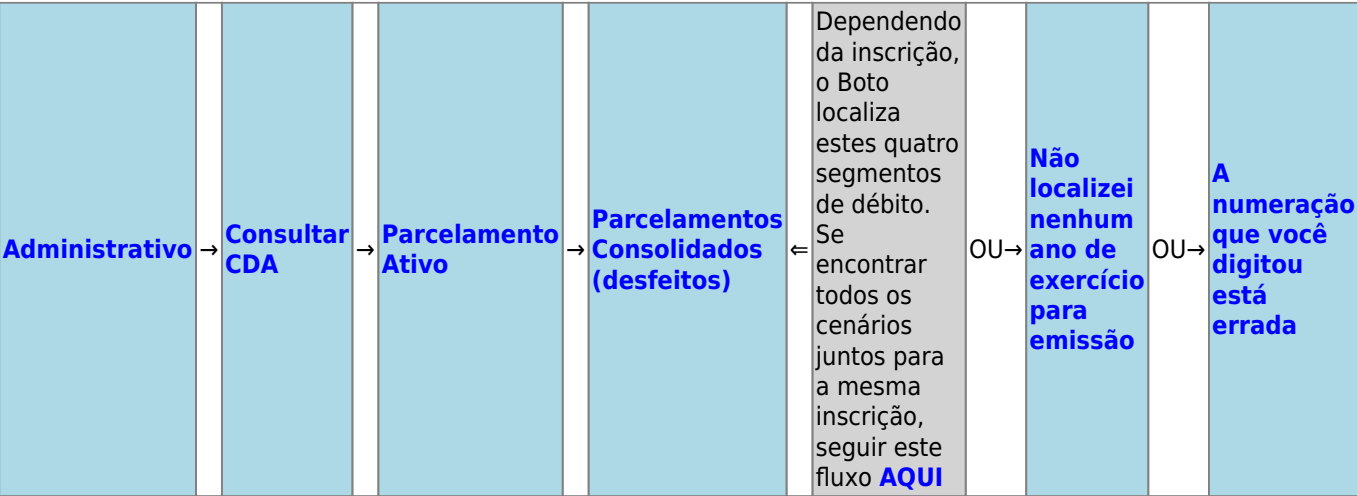 Administrativo
→
Consultar
CDA
→
Parcelamento
Ativo
→
Parcelamentos
Consolidados
(desfeitos)
⇐
Dependendo
da inscrição,
o Boto
localiza
estes quatro
segmentos
de débito.
Se
encontrar
todos os
cenários
juntos para
a mesma
inscrição,
seguir este
fluxo AQUI
OU→
Não
localizei
nenhum
ano de
exercício
para
emissão
OU→
A
numeração
que você
digitou
está
errada